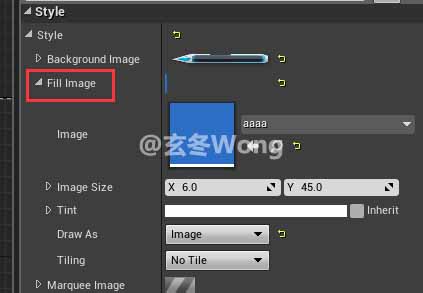 Style
Style
Background Image
Fill Image
Image
aaaa
@玄冬Wong
Image Size
X 6.0
Y 45.0
Tint
Inherit
Draw As
Image
Tiling
No Tile
Marquee Image